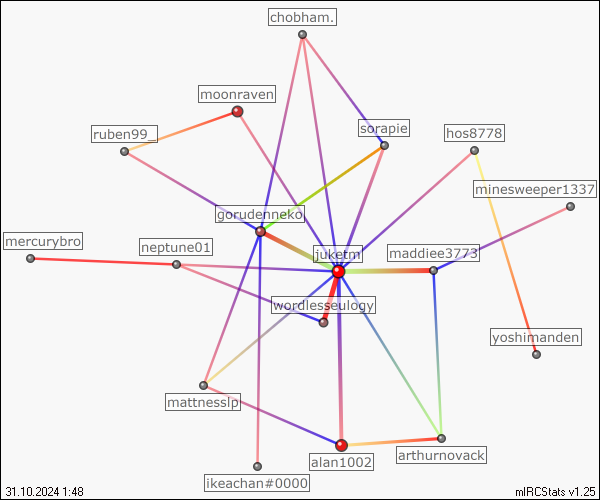 chobham.
moonraven
ruben99_
sorapie
hos8778
minesweeper1337
gorudenneko
mercurybro
neptune01
juketm
maddiee3773
wordlesseulogy
yoshimanden
mattnesslp
arthurnovack
alan1002
ikeachan#0000
31.10.2024 1:48
mIRCStats v1.25